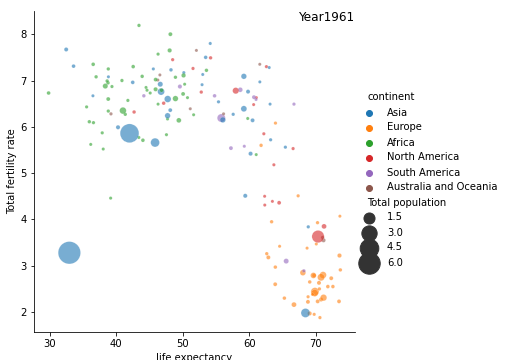 Year1961
8
7
6
5
4
3
2
Total fertility rate
30
40
50
60
70
life expectancy
continent
Asia
Europe
Africa
North America
South America
Australia and Oceania
Total population
1.5
3.0
4.5
6.0